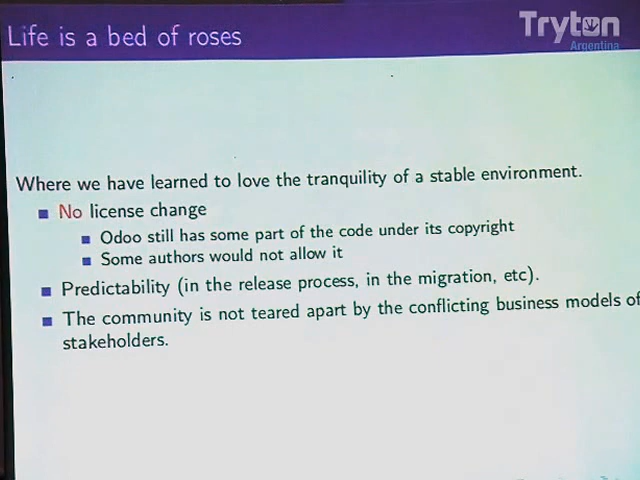 Life is a bed of roses
Tryton
Argentina
Where we have learned to love the tranquility of a stable environment.
No license change
Odoo still has some part of the code under its copyright
Some authors would not allow it
Predictability (in the release process, in the migration, etc).
The community is not teared apart by the conflicting business models of
stakeholders.